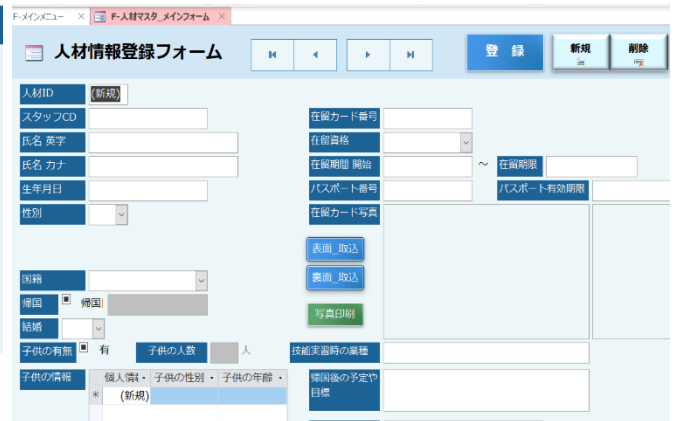 F-メインメニュー × F-人材マスタ_メインフォーム ×
人材情報登録フォーム 登 録 新規 削除
人材ID (新規)
スタッフCD 在留カード番号
氏名 英字 在留資格
氏名 カナ 在留期間 開始 ～ 在留期限
生年月日 パスポート番号 パスポート有効期限
性別 在留カード写真
表面_取込
国籍 裏面_取込
帰国 帰国
写真印刷
結婚
子供の有無 有 子供の人数 人 技能実習時の業種
子供の情報 個人情 子供の性別 子供の年齢 帰国後の予定や
目標
* (新規)